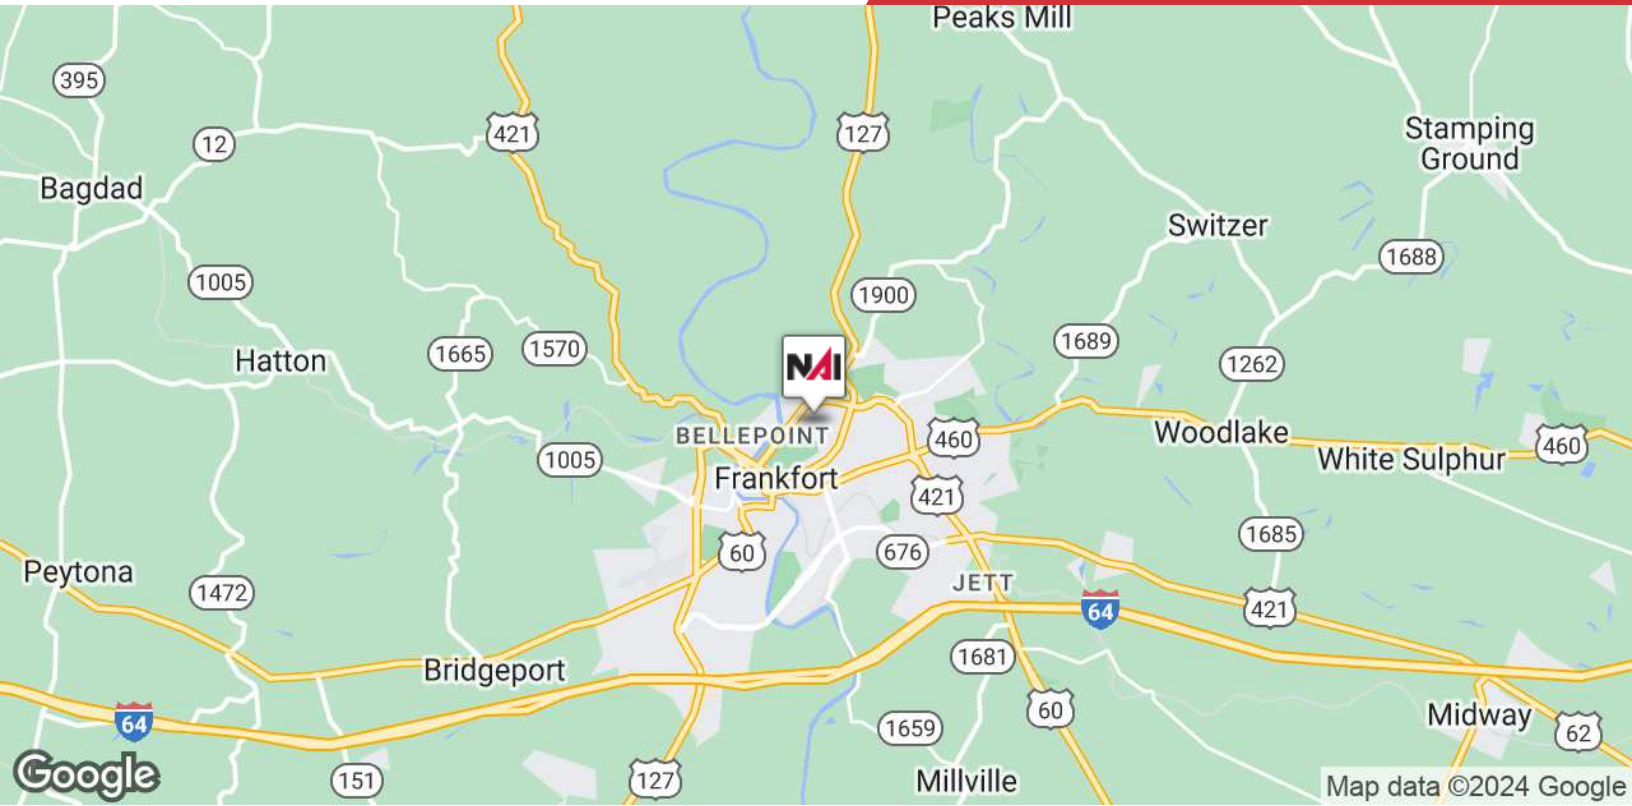 Peaks Mill
395
421
127
12
Stamping
Ground
Bagdad
Switzer
1688
1005
1900
1689
1570
1665
Hatton
1262
NAI
BELLEPOINT
460
Woodlake
460
1005
White Sulphur
Frankfort
421
1685
60
676
Peytona
JETT
1472
64
421
1681
Bridgeport
60
64
Midway
1659
62
Google
151
127
Millville
Map data ©2024 Google